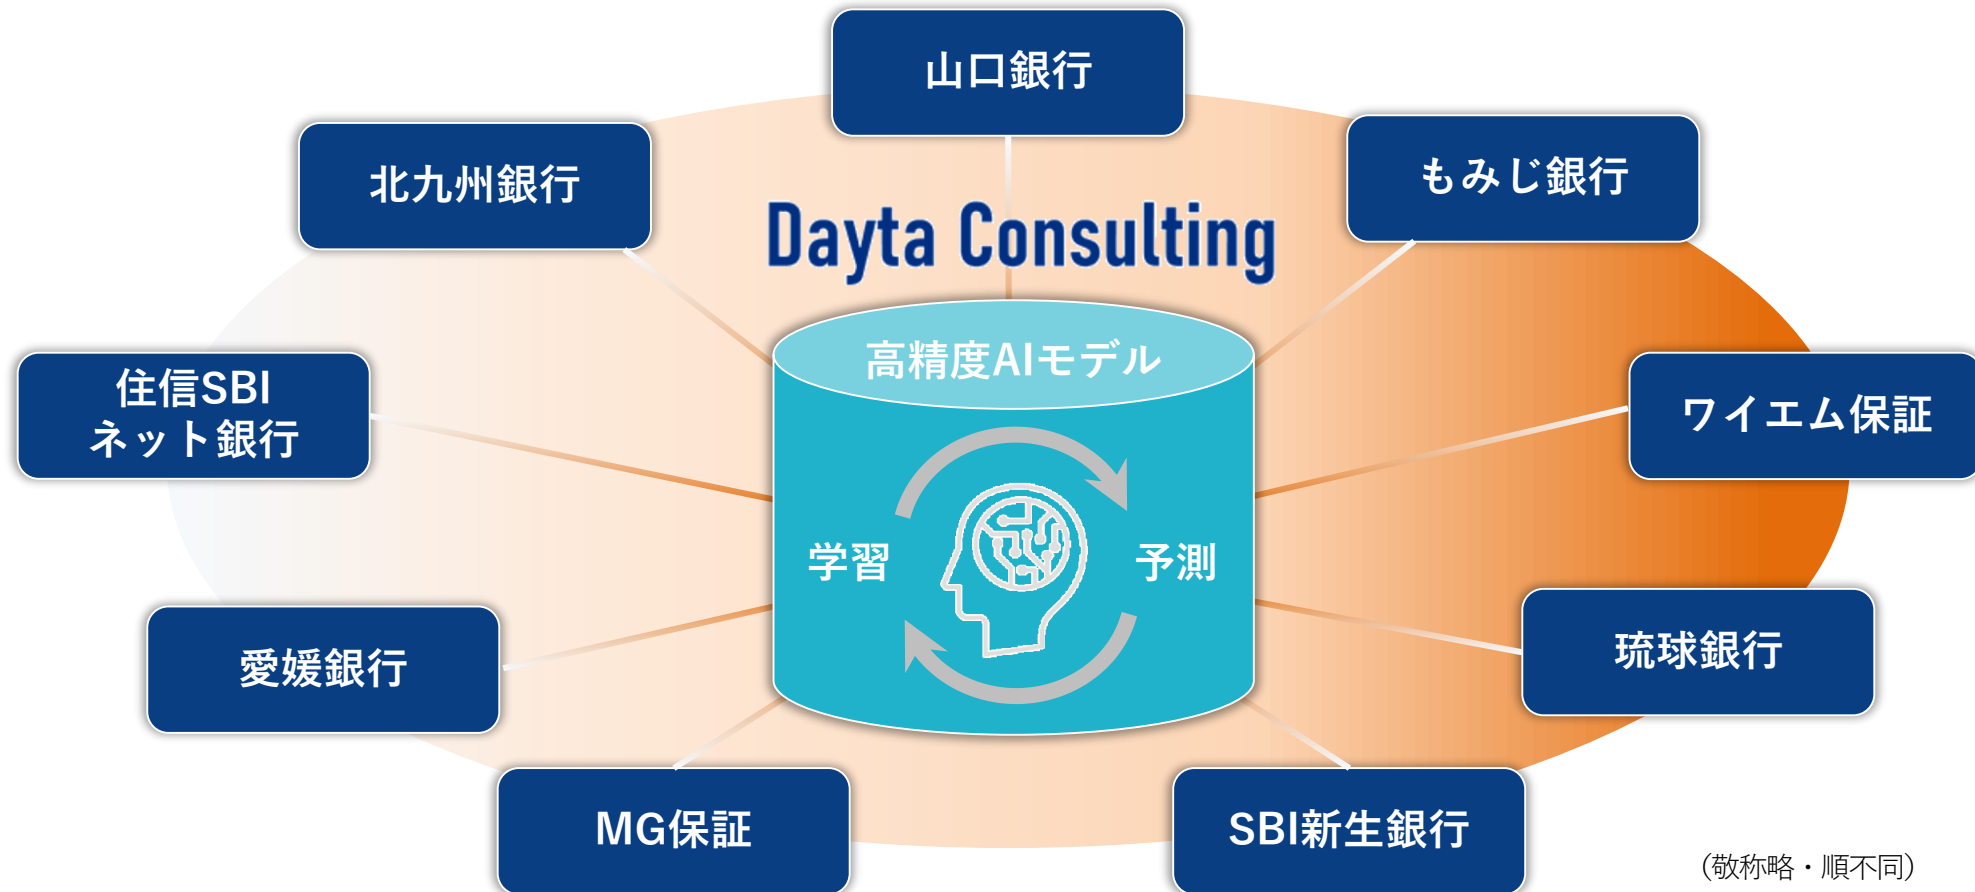 山口銀行
北九州銀行
もみじ銀行
Dayta Consulting
高精度AIモデル
住信SBI
ネット銀行
ワイエム保証
学習
予測
愛媛銀行
琉球銀行
MG保証
SBI新生銀行
（敬称略・順不同）